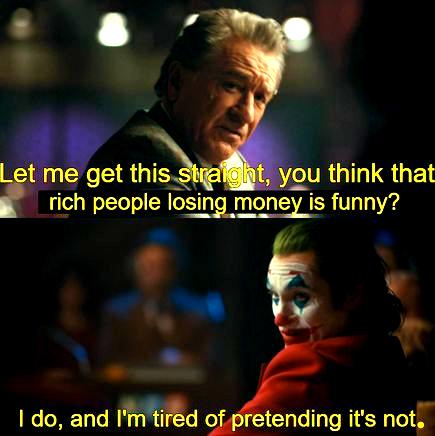 Let me get this straight, you think that
rich people losing money is funny?
I do, and I'm tired of pretending it's not.